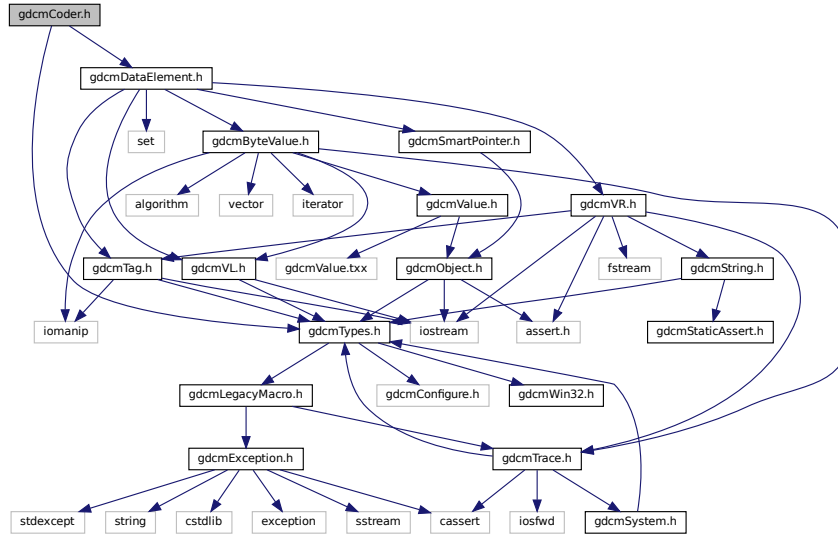 gdcmCoder.h
gdcmDataElement.h
set
gdcmByteValue.h
gdcmSmartPointer.h
algorithm
vector
iterator
gdcmValue.h
gdcmVR.h
gdcmTag.h
gdcmVL.h
gdcmValue.txx
gdcmObject.h
fstream
gdcmString.h
iomanip
gdcmTypes.h
iostream
assert.h
gdcmStaticAssert.h
gdcmLegacyMacro.h
gdcmConfigure.h
gdcmWin32.h
gdcmException.h
gdcmTrace.h
stdexcept
string
cstdlib
exception
sstream
cassert
iosfwd
gdcmSystem.h